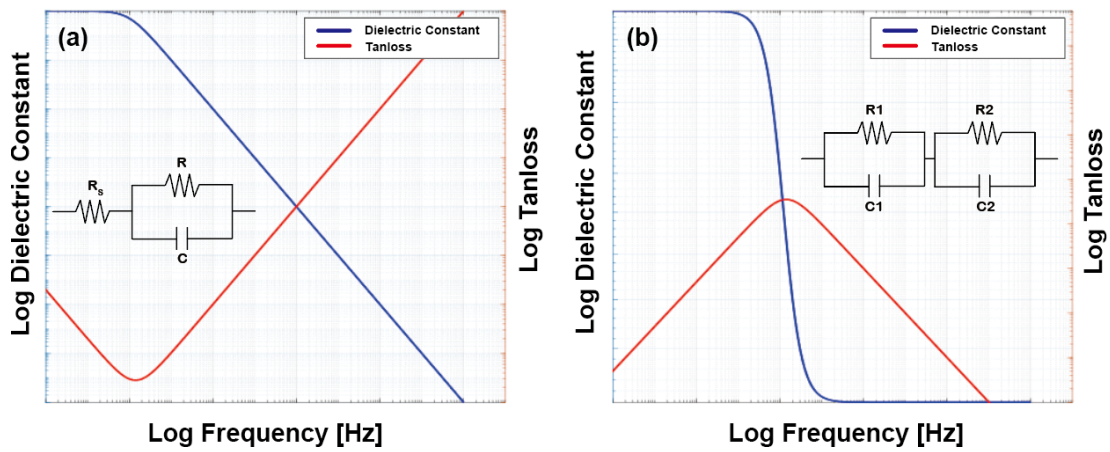 (a)
Dielectric Constant
Tanloss
Log Dielectric Constant
R
Rs
C
Log Tanloss
Log Frequency [Hz]
(b)
Dielectric Constant
Tanloss
Log Dielectric Constant
R1
R2
C1
C2
Log Tanloss
Log Frequency [Hz]